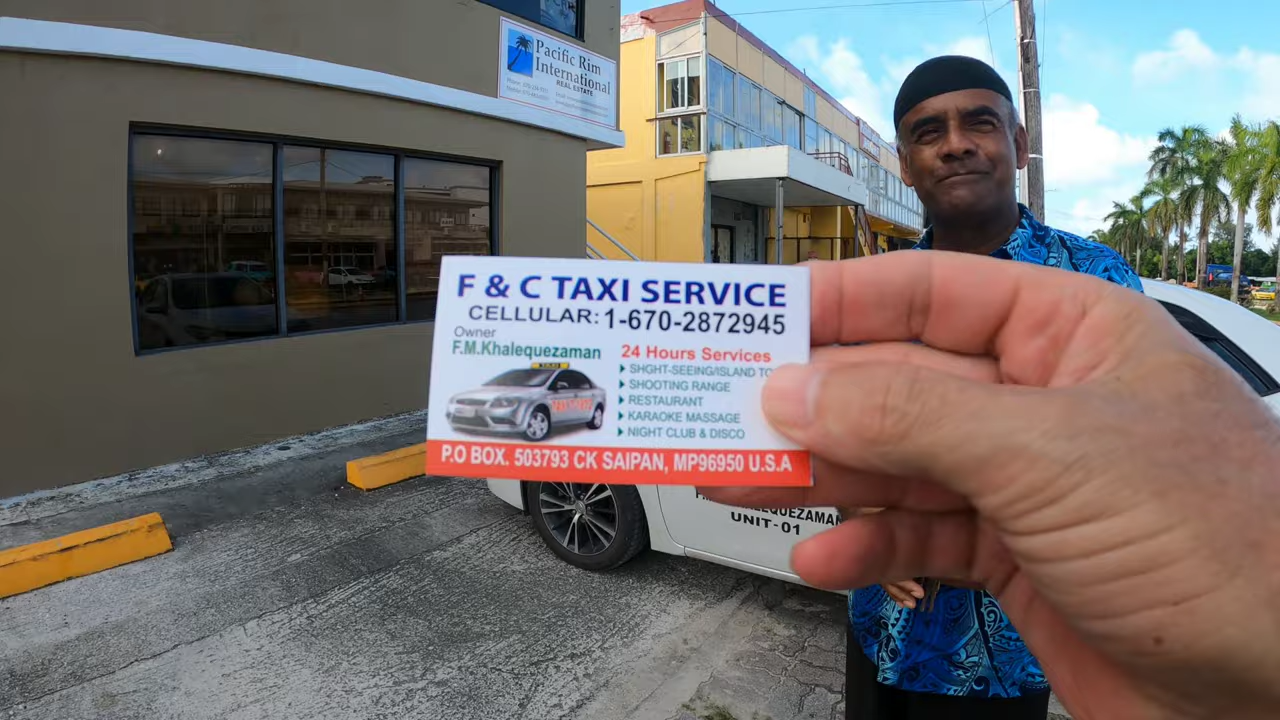 Pacific Rim
International
REAL ESTATE
F & C TAXI SERVICE
CELLULAR: 1-670-2872945
Owner
F.M.Khalequezaman
24 Hours Services
SHGHT-SEEING/ISLAND TO
SHOOTING RANGE
RESTAURANT
KARAOKE MASSAGE
NIGHT CLUB & DISCO
TAXI
P.O BOX. 503793 CK SAIPAN, MP96950 U.S.A
UNIT-01